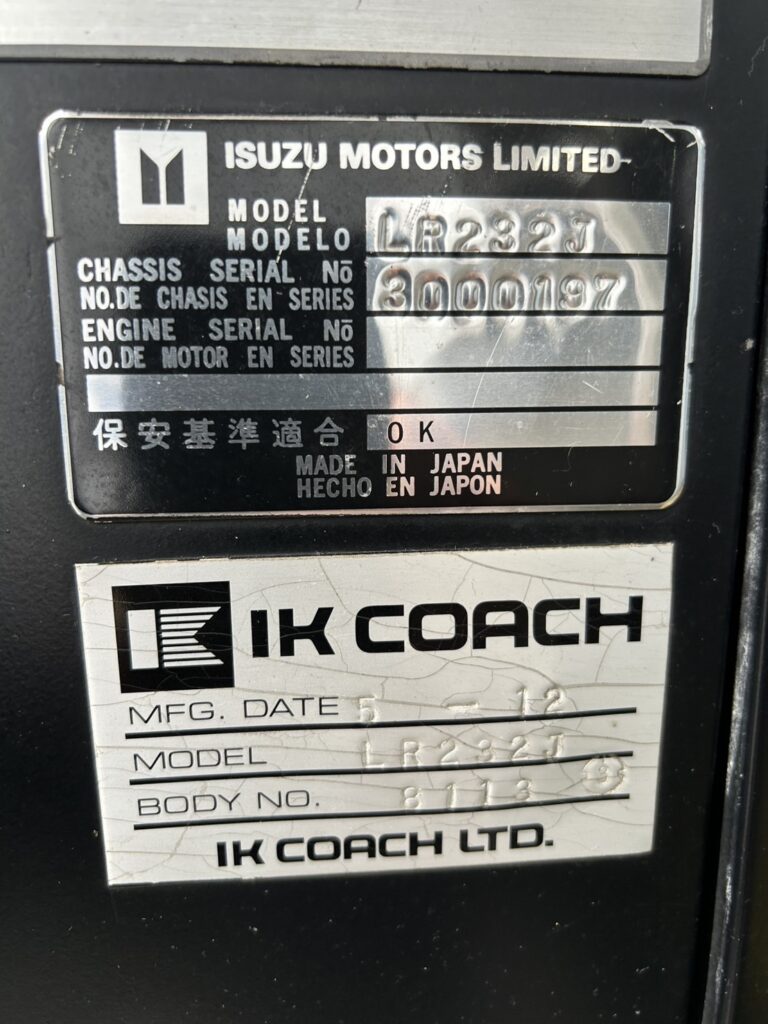 ISUZU MOTORS LIMITED
MODEL
MODELO LR232J
CHASSIS SERIAL Nō
NO.DE CHASIS EN SERIES 3000197
ENGINE SERIAL Nō
NO.DE MOTOR EN SERIES
保安基準適合 OK
MADE IN JAPAN
HECHO EN JAPON
IK COACH
MFG. DATE 5 - 12
MODEL LR232J
BODY NO. 8113
IK COACH LTD.